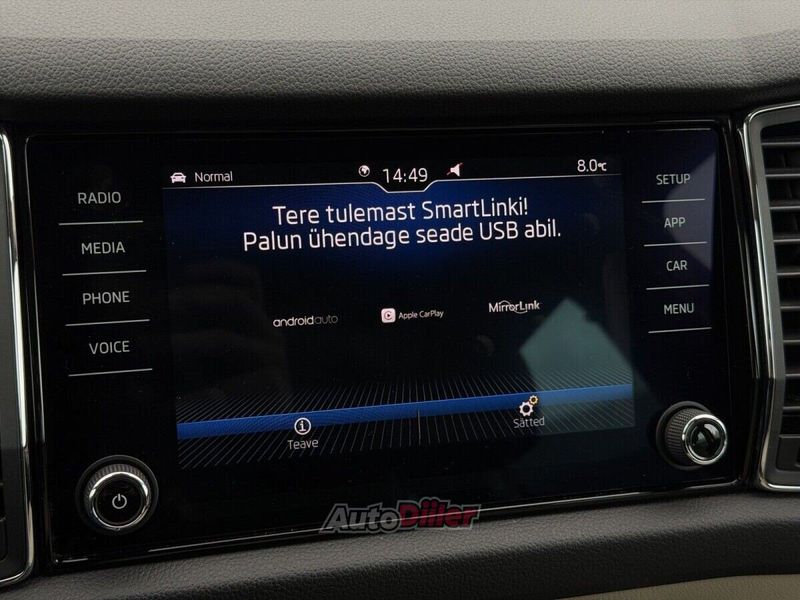 Normal
14:49
8.0°C
Tere tulemast SmartLinki!
Palun ühendage seade USB abil.
androidauto
Apple CarPlay
MirrorLink
Teave
Sätted
RADIO
MEDIA
PHONE
VOICE
SETUP
APP
CAR
MENU
AutoDiller